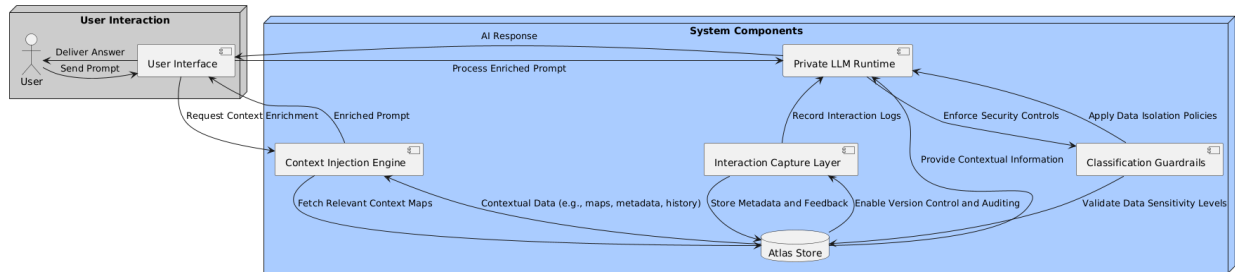 User Interaction
System Components
Deliver Answer
Send Prompt
User
User Interface
AI Response
Process Enriched Prompt
Private LLM Runtime
Request Context Enrichment
Enriched Prompt
Record Interaction Logs
Enforce Security Controls
Apply Data Isolation Policies
Context Injection Engine
Interaction Capture Layer
Provide Contextual Information
Classification Guardrails
Fetch Relevant Context Maps
Contextual Data (e.g., maps, metadata, history)
Store Metadata and Feedback
Enable Version Control and Auditing
Validate Data Sensitivity Levels
Atlas Store